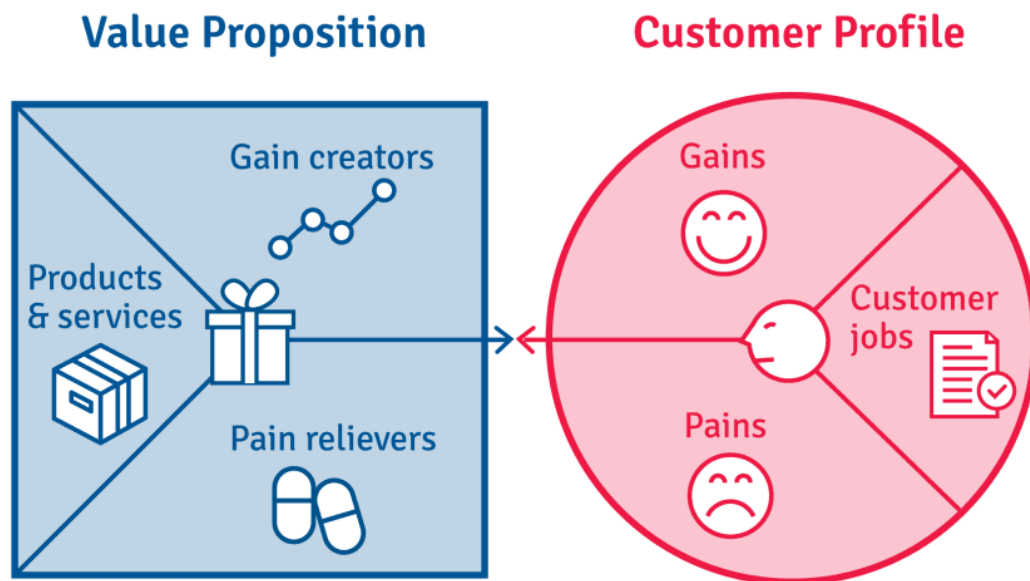 Value Proposition
Customer Profile
Gain creators
Products
& services
Pain relievers
Gains
Customer
jobs
Pains